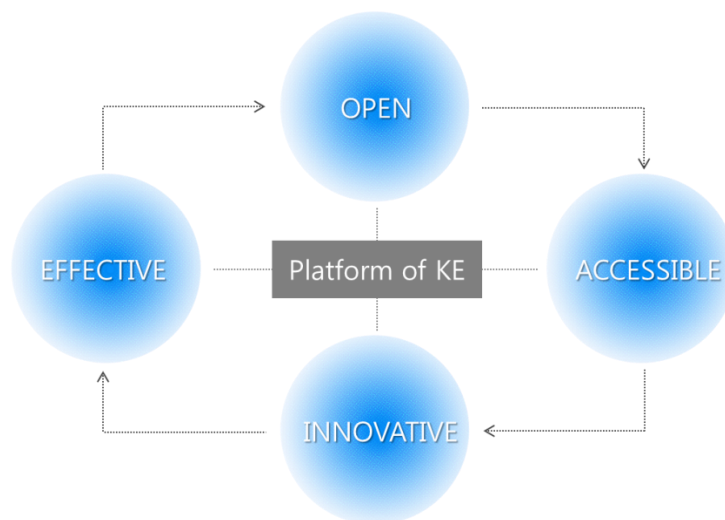 OPEN
EFFECTIVE
Platform of KE
ACCESSIBLE
INNOVATIVE